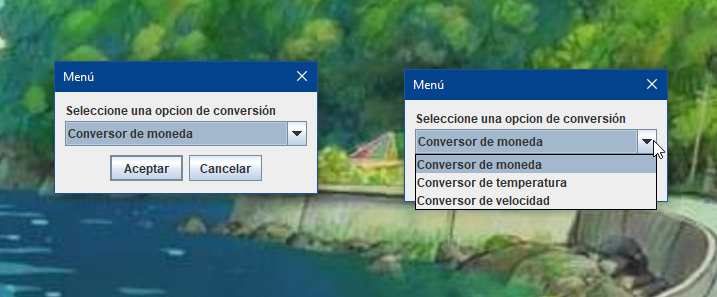 Menú
Seleccione una opcion de conversión
Conversor de moneda
Aceptar
Cancelar
Menú
Seleccione una opcion de conversión
Conversor de moneda
Conversor de moneda
Conversor de temperatura
Conversor de velocidad